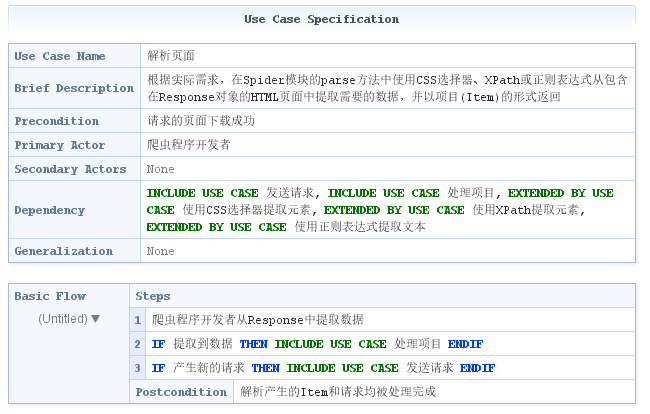 Use Case Specification
Use Case Name 解析页面
Brief Description 根据实际需求，在Spider模块的parse方法中使用CSS选择器、XPath或正则表达式从包含
在Response对象的HTML页面中提取需要的数据，并以项目(Item)的形式返回
Precondition 请求的页面下载成功
Primary Actor 爬虫程序开发者
Secondary Actors None
Dependency INCLUDE USE CASE 发送请求, INCLUDE USE CASE 处理项目, EXTENDED BY USE
CASE 使用CSS选择器提取元素, EXTENDED BY USE CASE 使用XPath提取元素,
EXTENDED BY USE CASE 使用正则表达式提取文本
Generalization None
Basic Flow Steps
(Untitled) ▼
1 爬虫程序开发者从Response中提取数据
2 IF 提取到数据 THEN INCLUDE USE CASE 处理项目 ENDIF
3 IF 产生新的请求 THEN INCLUDE USE CASE 发送请求 ENDIF
Postcondition 解析产生的Item和请求均被处理完成